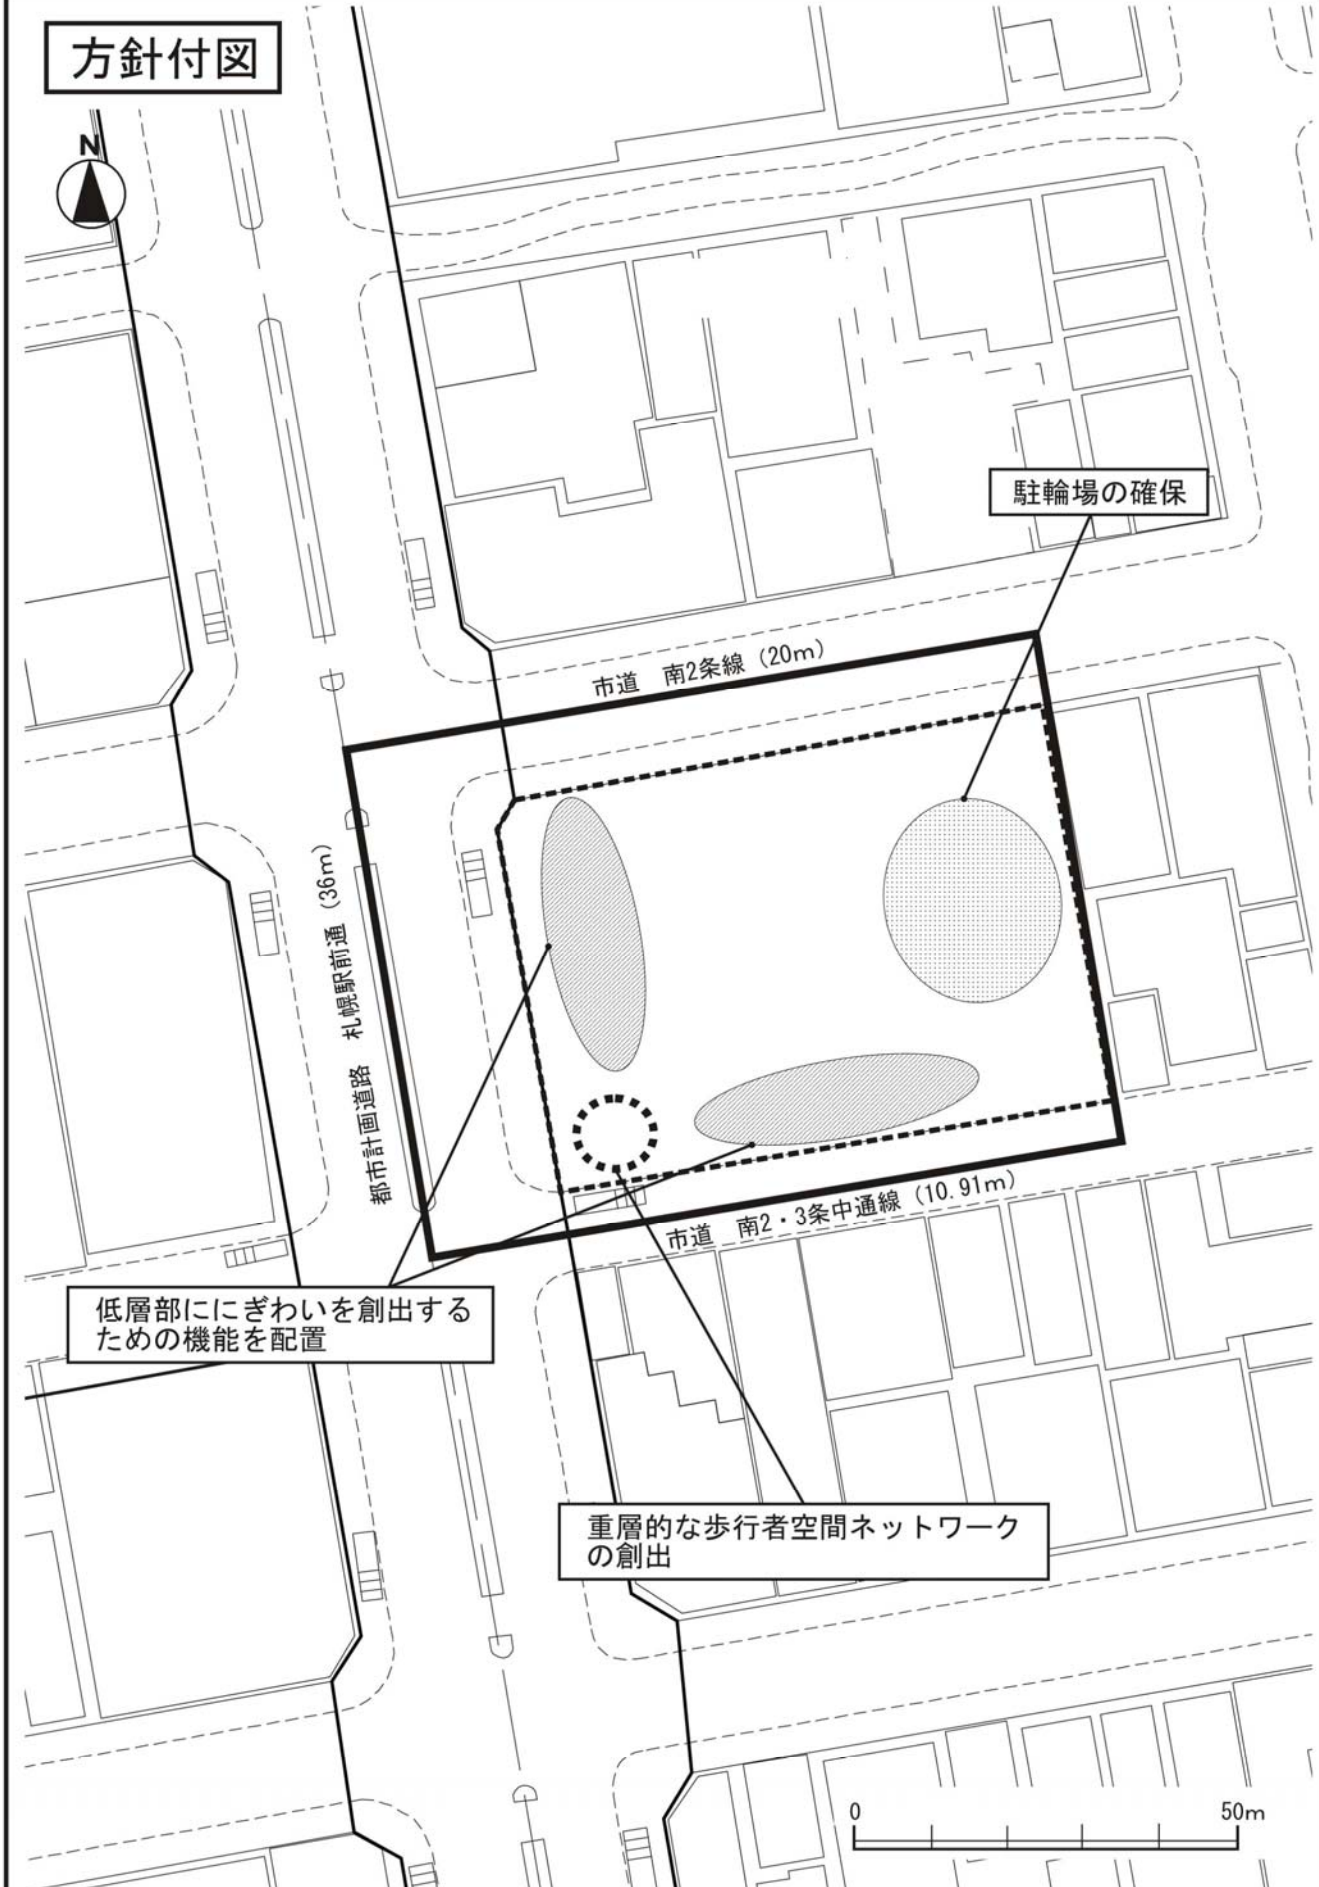 方針付図
N
駐輪場の確保
市道 南2条線（20m）
都市計画道路 札幌駅前通（36m）
市道 南2・3条中通線（10.91m）
低層部ににぎわいを創出する
ための機能を配置
重層的な歩行者空間ネットワーク
の創出
0
50m